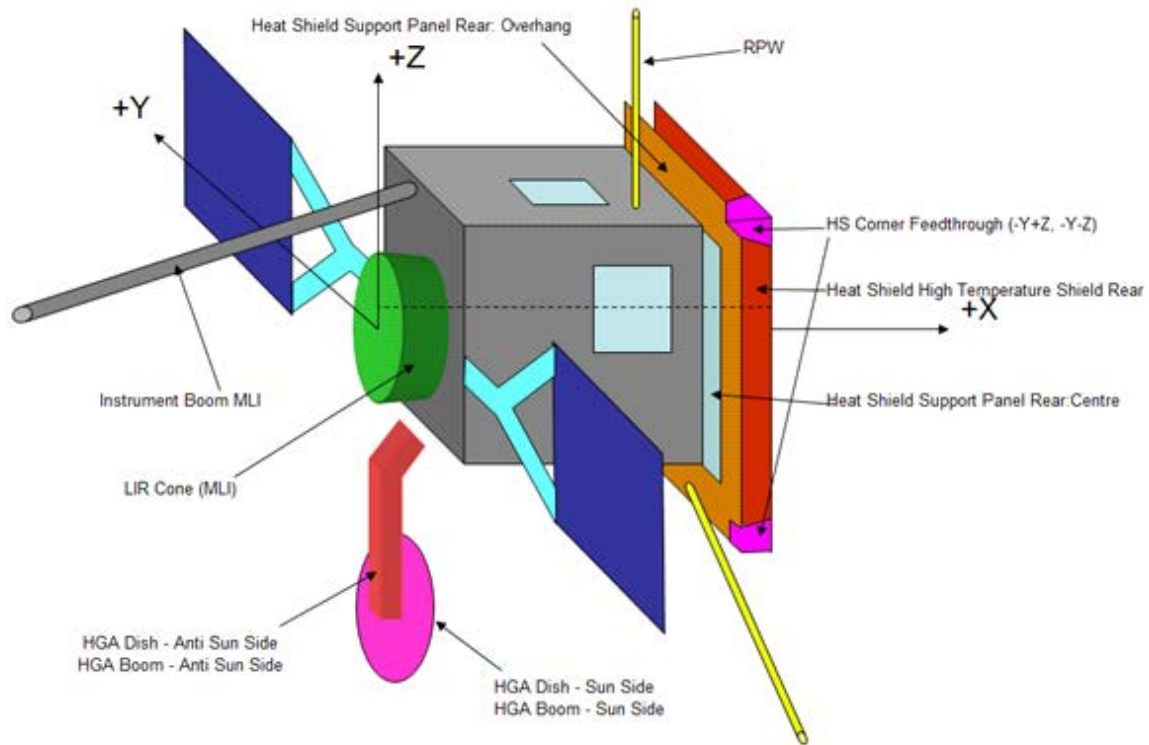 Heat Shield Support Panel Rear: Overhang
RPW
+Z
+Y
HS Corner Feedthrough (-Y+Z, -Y-Z)
Heat Shield High Temperature Shield Rear
+X
Instrument Boom MLI
Heat Shield Support Panel Rear:Centre
LIR Cone (MLI)
HGA Dish - Anti Sun Side
HGA Boom - Anti Sun Side
HGA Dish - Sun Side
HGA Boom - Sun Side